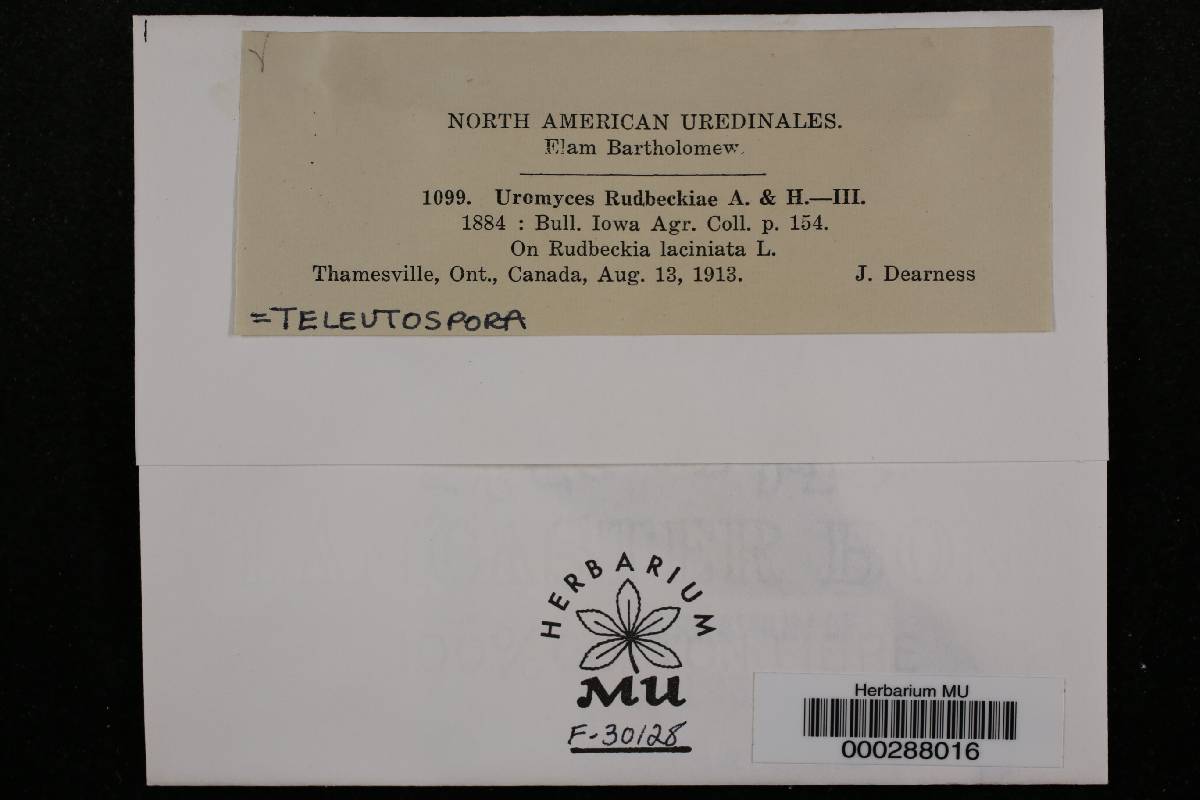 NORTH AMERICAN UREDINALES.
Elam Bartholomew.
1099. Uromyces Rudbeckiae A. & H.—III.
1884 : Bull. Iowa Agr. Coll. p. 154.
On Rudbeckia laciniata L.
Thamesville, Ont., Canada, Aug. 13, 1913. J. Dearness
=TELEUTOSPORA
HERBARIUM
MU
F-30128
Herbarium MU
000288016